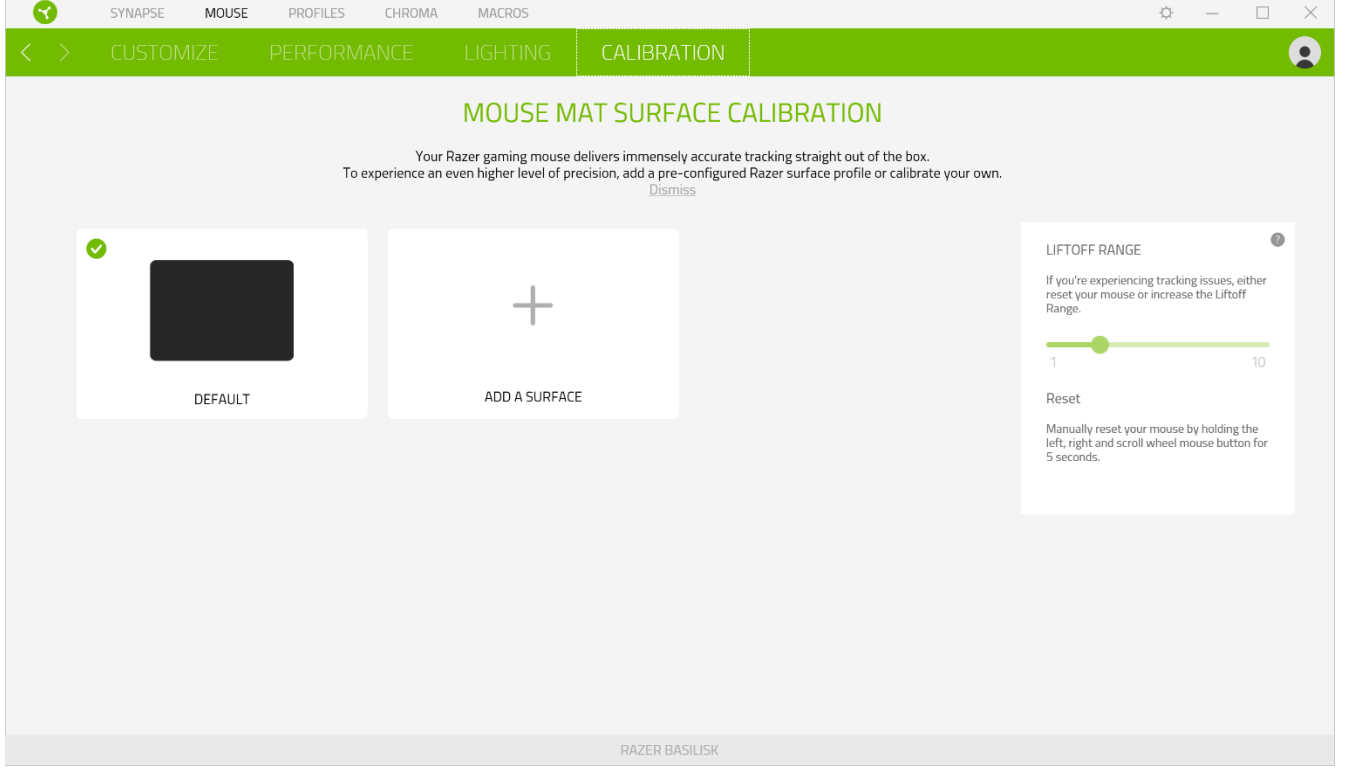 SYNAPSE MOUSE PROFILES CHROMA MACROS
CUSTOMIZE PERFORMANCE LIGHTING CALIBRATION
MOUSE MAT SURFACE CALIBRATION
Your Razer gaming mouse delivers immensely accurate tracking straight out of the box.
To experience an even higher level of precision, add a pre-configured Razer surface profile or calibrate your own.
Dismiss
DEFAULT
ADD A SURFACE
LIFTOFF RANGE
?
If you're experiencing tracking issues, either
reset your mouse or increase the Liftoff
Range.
1 10
Reset
Manually reset your mouse by holding the
left, right and scroll wheel mouse button for
5 seconds.
RAZER BASILISK